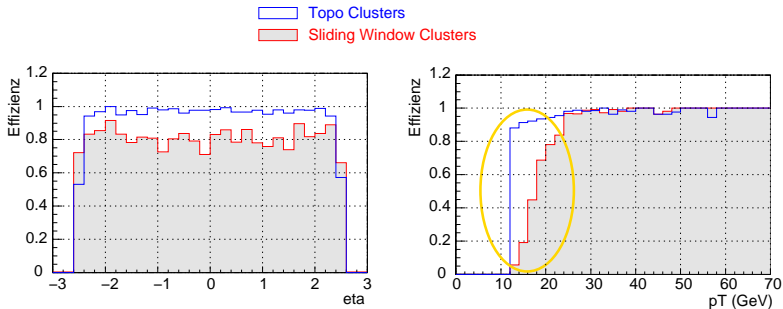 Topo Clusters
Sliding Window Clusters
Effizienz
1.2
1
0.8
0.6
0.4
0.2
0
−3 −2 −1 0 1 2 3
eta
Effizienz
1.2
1
0.8
0.6
0.4
0.2
0
0 10 20 30 40 50 60 70
pT (GeV)